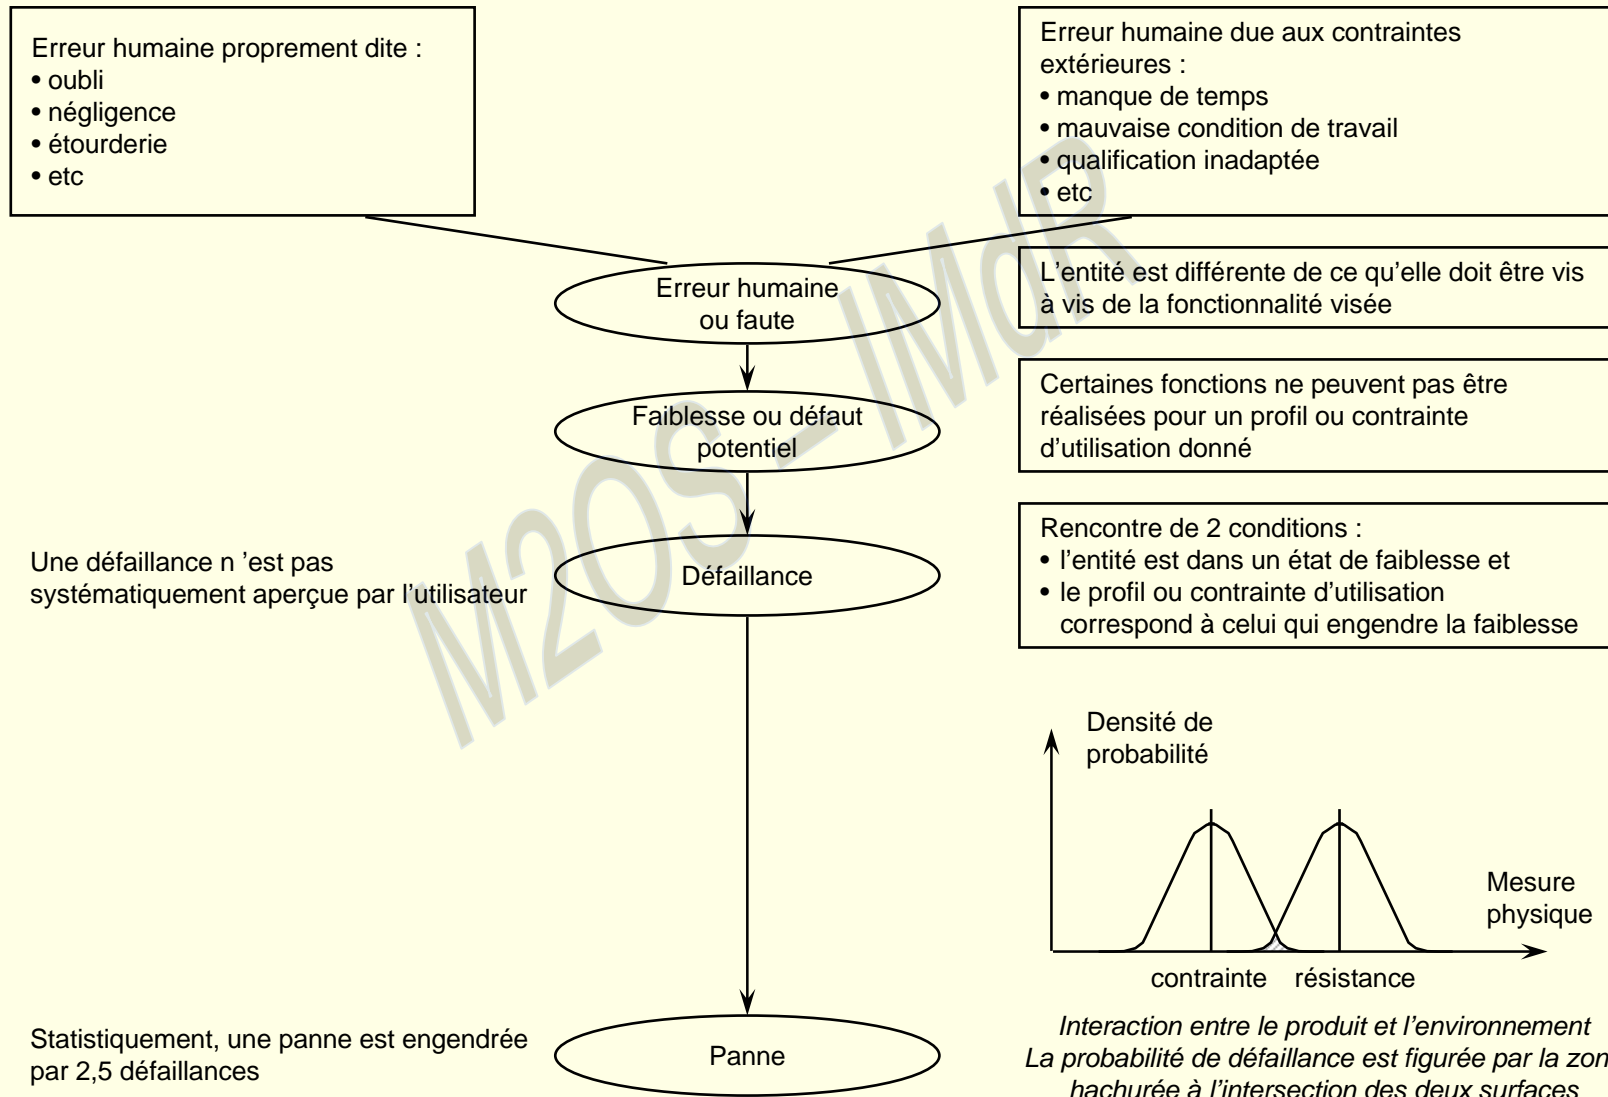 Erreur humaine proprement dite :
• oubli
• négligence
• étourderie
• etc
Erreur humaine due aux contraintes
extérieures :
• manque de temps
• mauvaise condition de travail
• qualification inadaptée
• etc
Erreur humaine
ou faute
L'entité est différente de ce qu'elle doit être vis
à vis de la fonctionnalité visée
Faiblesse ou défaut
potentiel
Certaines fonctions ne peuvent pas être
réalisées pour un profil ou contrainte
d'utilisation donné
Une défaillance n ’est pas
systématiquement aperçue par l’utilisateur
Défaillance
Rencontre de 2 conditions :
• l’entité est dans un état de faiblesse et
• le profil ou contrainte d’utilisation
correspond à celui qui engendre la faiblesse
Densité de
probabilité
Mesure
physique
contrainte résistance
Statistiquement, une panne est engendrée
par 2,5 défaillances
Panne
Interaction entre le produit et l’environnement
La probabilité de défaillance est figurée par la zon
hachurée à l’intersection des deux surfaces
M2OS – IMdR